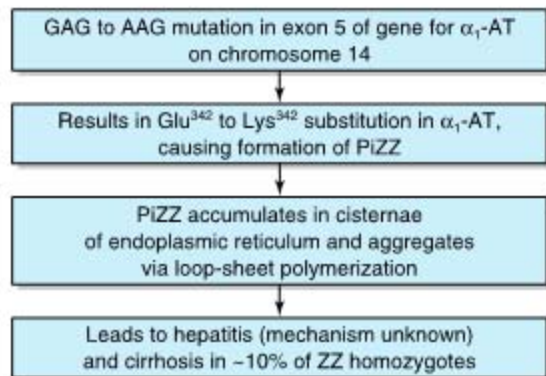 GAG to AAG mutation in exon 5 of gene for α₁-AT
on chromosome 14
Results in Glu³⁴² to Lys³⁴² substitution in α₁-AT,
causing formation of PiZZ
PiZZ accumulates in cisternae
of endoplasmic reticulum and aggregates
via loop-sheet polymerization
Leads to hepatitis (mechanism unknown)
and cirrhosis in ~10% of ZZ homozygotes